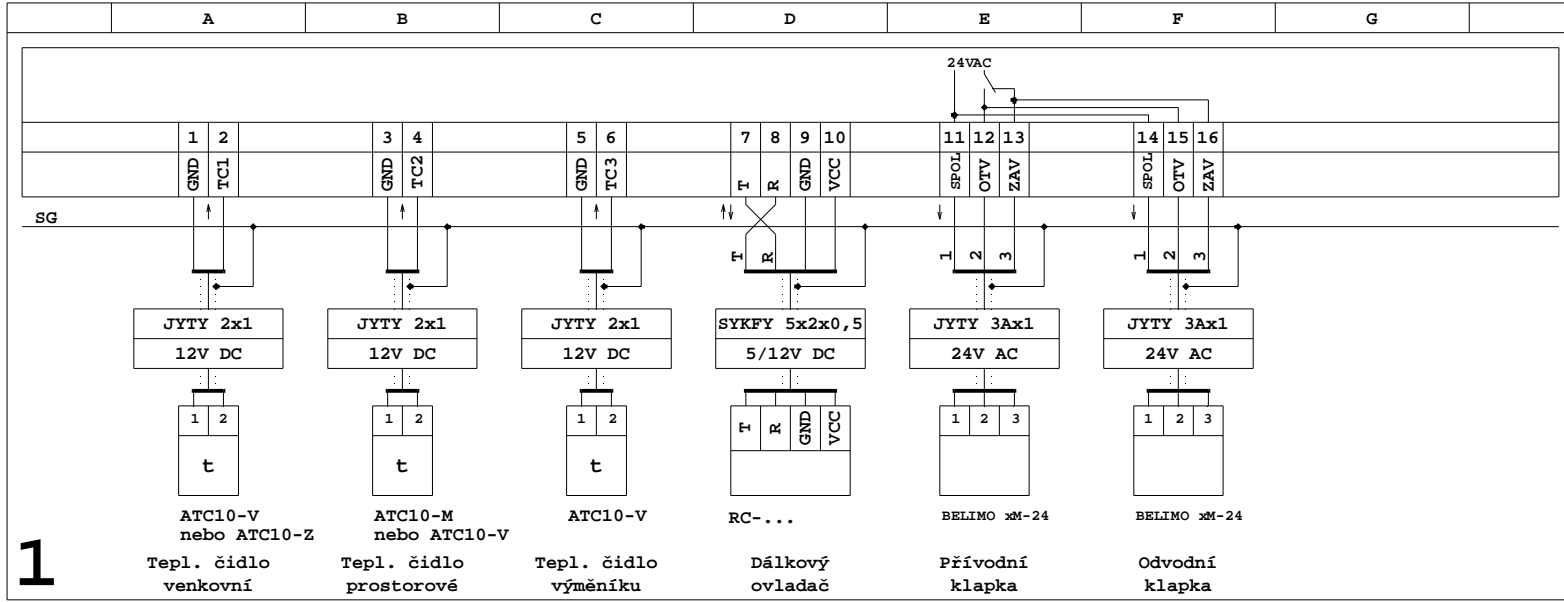 A B C D E F G
24VAC
1 2 3 4 5 6 7 8 9 10 11 12 13 14 15 16
GND TC1 GND TC2 GND TC3 T R GND VCC SPOL OTV ZAV SPOL OTV ZAV
SG
T R 1 2 3 1 2 3
JYTY 2x1 JYTY 2x1 JYTY 2x1 SYKFY 5x2x0,5 JYTY 3Ax1 JYTY 3Ax1
12V DC 12V DC 12V DC 5/12V DC 24V AC 24V AC
1 2 1 2 1 2 T R GND VCC 1 2 3 1 2 3
t t t
ATC10-V ATC10-M ATC10-V RC-... BELIMO xM-24 BELIMO xM-24
nebo ATC10-Z nebo ATC10-V
1
Tepl. čidlo Tepl. čidlo Tepl. čidlo Dálkový Přívodní Odvodní
venkovní prostorové výměníku ovladač klapka klapka